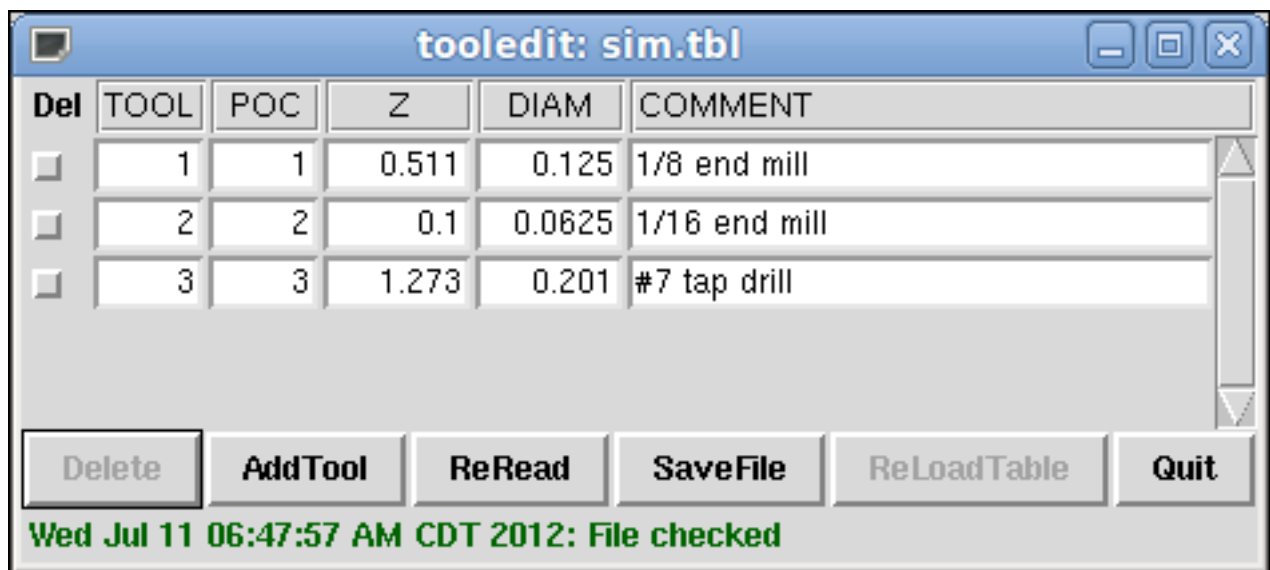 tooledit: sim.tbl
Del TOOL POC Z DIAM COMMENT
1 1 0.511 0.125 1/8 end mill
2 2 0.1 0.0625 1/16 end mill
3 3 1.273 0.201 #7 tap drill
Delete AddTool ReRead SaveFile ReLoadTable Quit
Wed Jul 11 06:47:57 AM CDT 2012: File checked